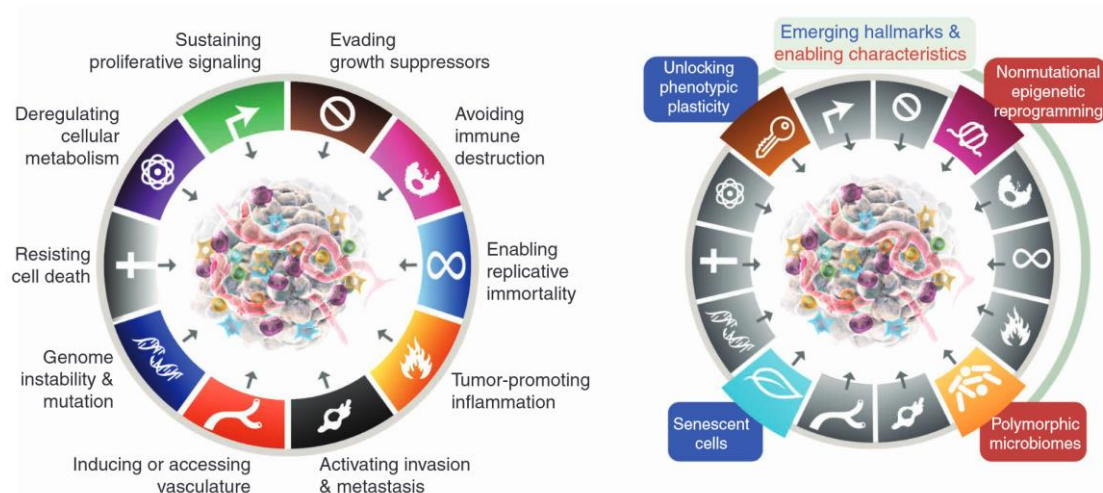 Sustaining
proliferative signaling
Evading
growth suppressors
Deregulating
cellular
metabolism
Avoiding
immune
destruction
Resisting
cell death
Enabling
replicative
immortality
Genome
instability &
mutation
Tumor-promoting
inflammation
Inducing or accessing
vasculature
Activating invasion
& metastasis
Emerging hallmarks &
enabling characteristics
Unlocking
phenotypic
plasticity
Nonmutational
epigenetic
reprogramming
Senescent
cells
Polymorphic
microbiomes